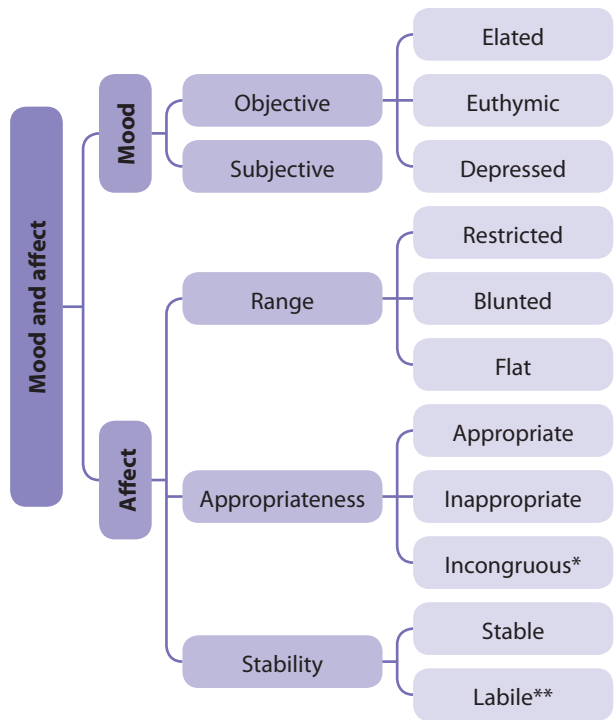 Mood and affect
Mood
Objective
Elated
Euthymic
Depressed
Subjective
Affect
Range
Restricted
Blunted
Flat
Appropriateness
Appropriate
Inappropriate
Incongruous*
Stability
Stable
Labile**